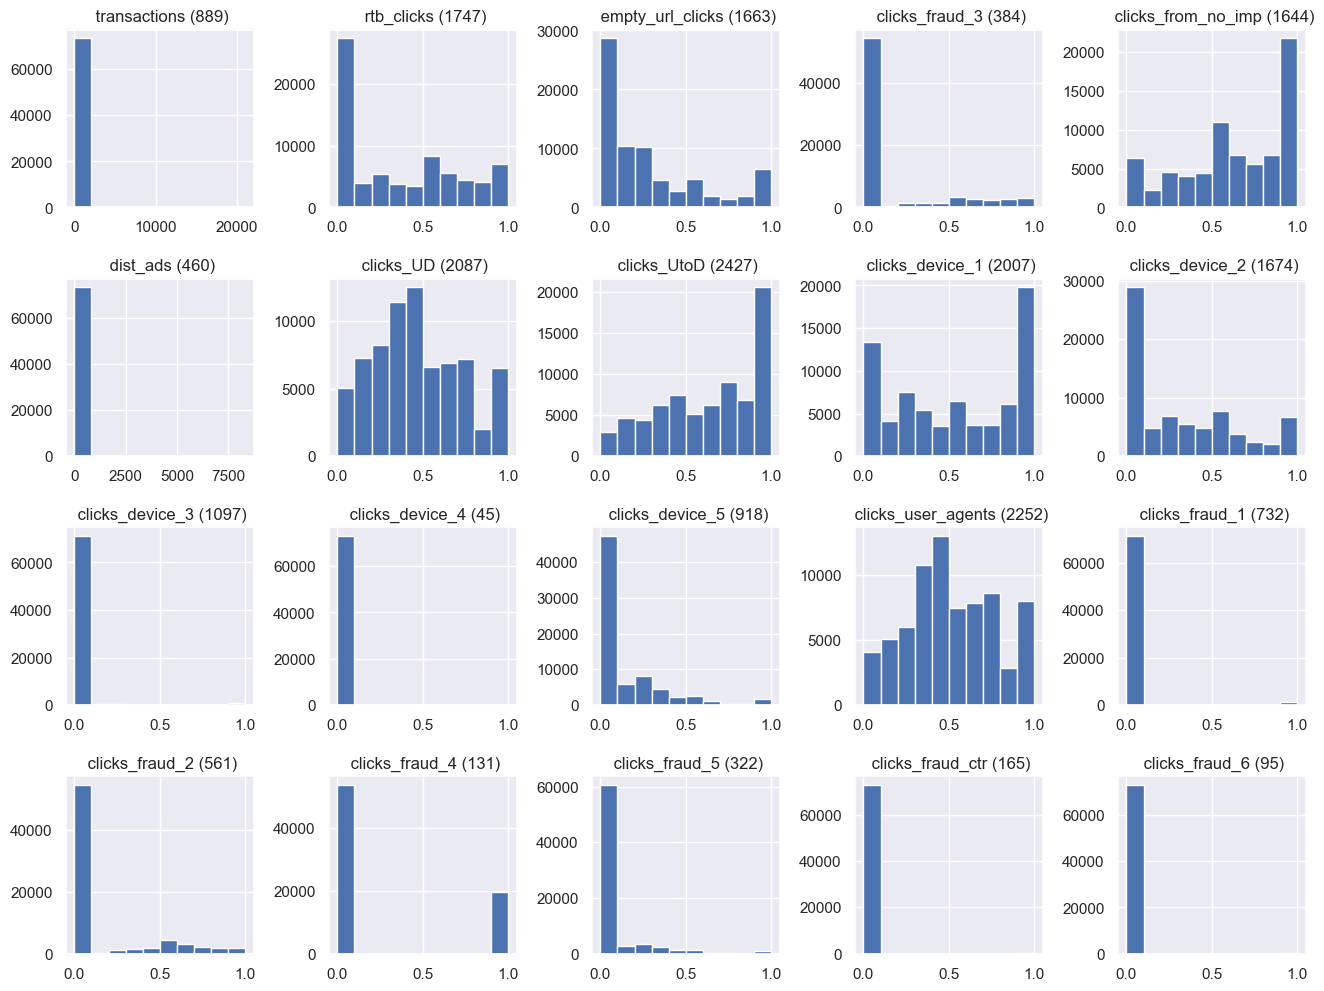 transactions (889)
60000
40000
20000
0
0 10000 20000
rtb_clicks (1747)
20000
10000
0
0.0 0.5 1.0
empty_url_clicks (1663)
30000
20000
10000
0
0.0 0.5 1.0
clicks_fraud_3 (384)
40000
20000
0
0.0 0.5 1.0
clicks_from_no_imp (1644)
20000
15000
10000
5000
0
0.0 0.5 1.0
dist_ads (460)
60000
40000
20000
0
0 2500 5000 7500
clicks_UD (2087)
10000
5000
0
0.0 0.5 1.0
clicks_UtoD (2427)
20000
15000
10000
5000
0
0.0 0.5 1.0
clicks_device_1 (2007)
20000
15000
10000
5000
0
0.0 0.5 1.0
clicks_device_2 (1674)
30000
20000
10000
0
0.0 0.5 1.0
clicks_device_3 (1097)
60000
40000
20000
0
0.0 0.5 1.0
clicks_device_4 (45)
60000
40000
20000
0
0.0 0.5 1.0
clicks_device_5 (918)
40000
30000
20000
10000
0
0.0 0.5 1.0
clicks_user_agents (2252)
10000
5000
0
0.0 0.5 1.0
clicks_fraud_1 (732)
60000
40000
20000
0
0.0 0.5 1.0
clicks_fraud_2 (561)
40000
20000
0
0.0 0.5 1.0
clicks_fraud_4 (131)
40000
20000
0
0.0 0.5 1.0
clicks_fraud_5 (322)
60000
40000
20000
0
0.0 0.5 1.0
clicks_fraud_ctr (165)
60000
40000
20000
0
0.0 0.5 1.0
clicks_fraud_6 (95)
60000
40000
20000
0
0.0 0.5 1.0